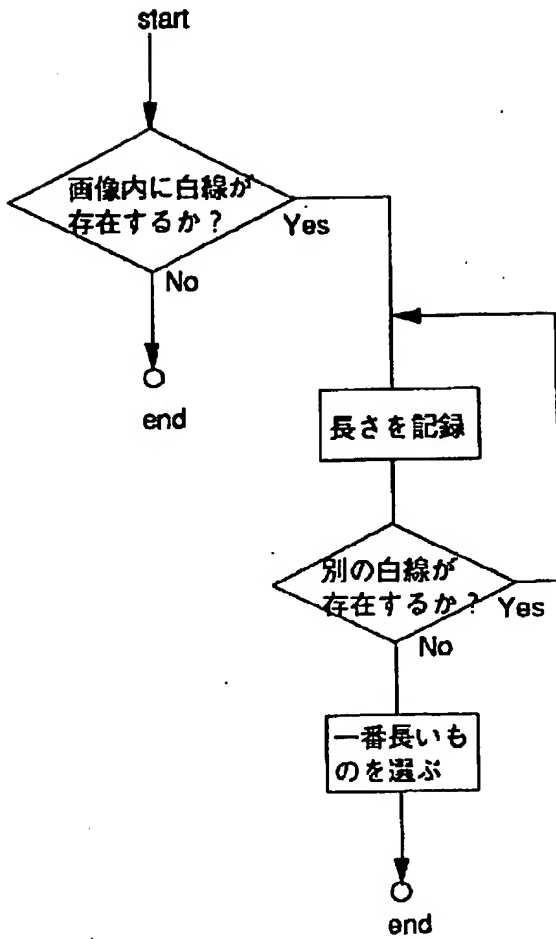 start
画像内に白線が
存在するか？
Yes
No
end
長さを記録
別の白線が
存在するか？
Yes
No
一番長いも
のを選ぶ
end